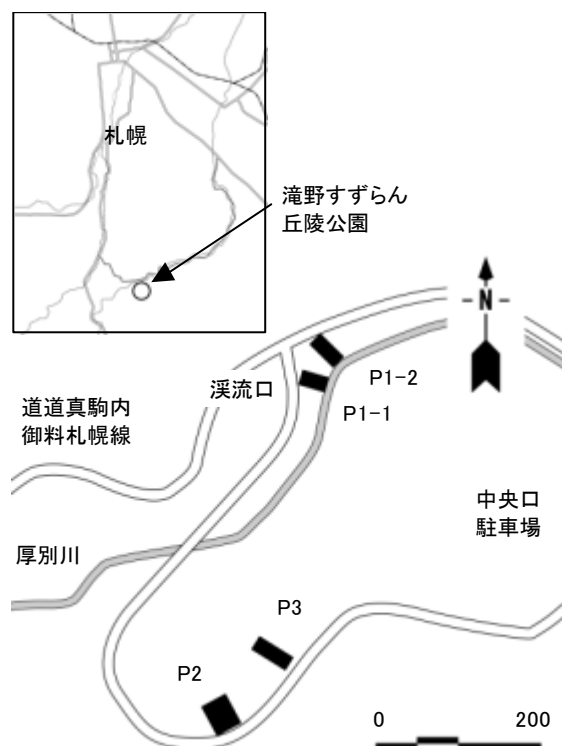 札幌
滝野すずらん
丘陵公園
N
P1-2
渓流口
P1-1
道道真駒内
御料札幌線
中央口
駐車場
厚別川
P3
P2
0 200